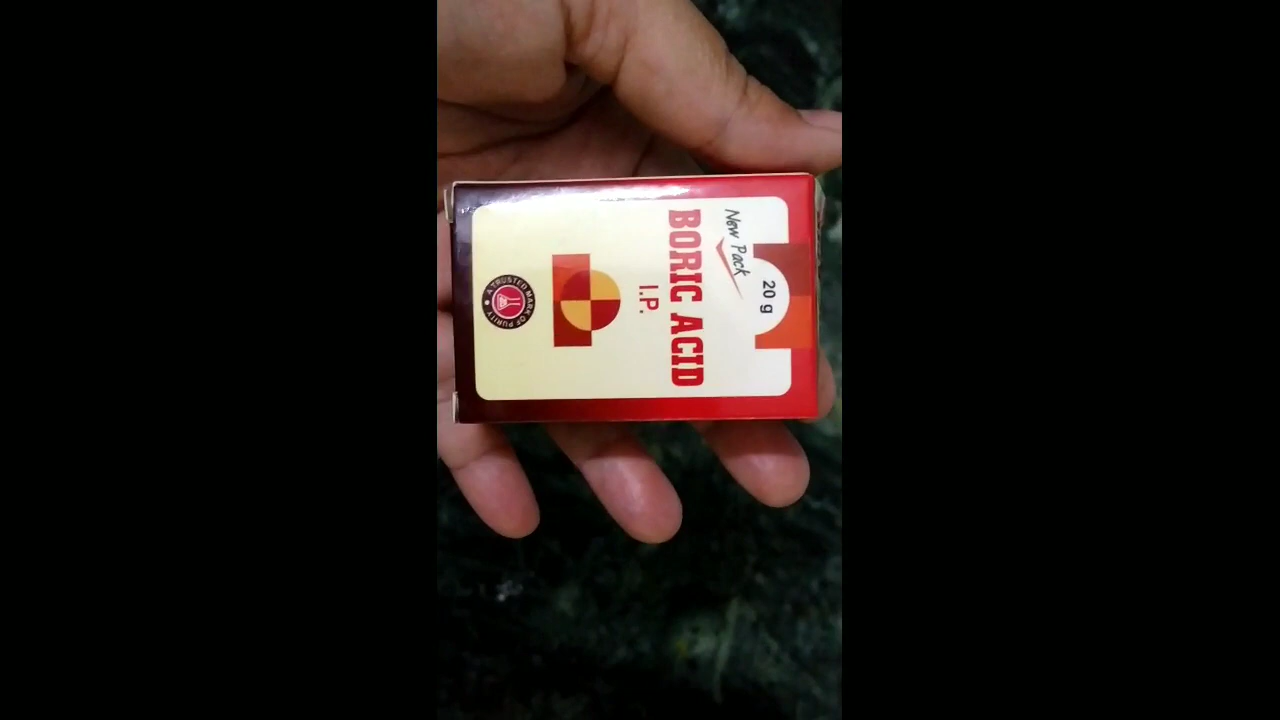 20 g
New Pack
BORIC ACID
I.P.
A TRUSTED MARK OF PURITY